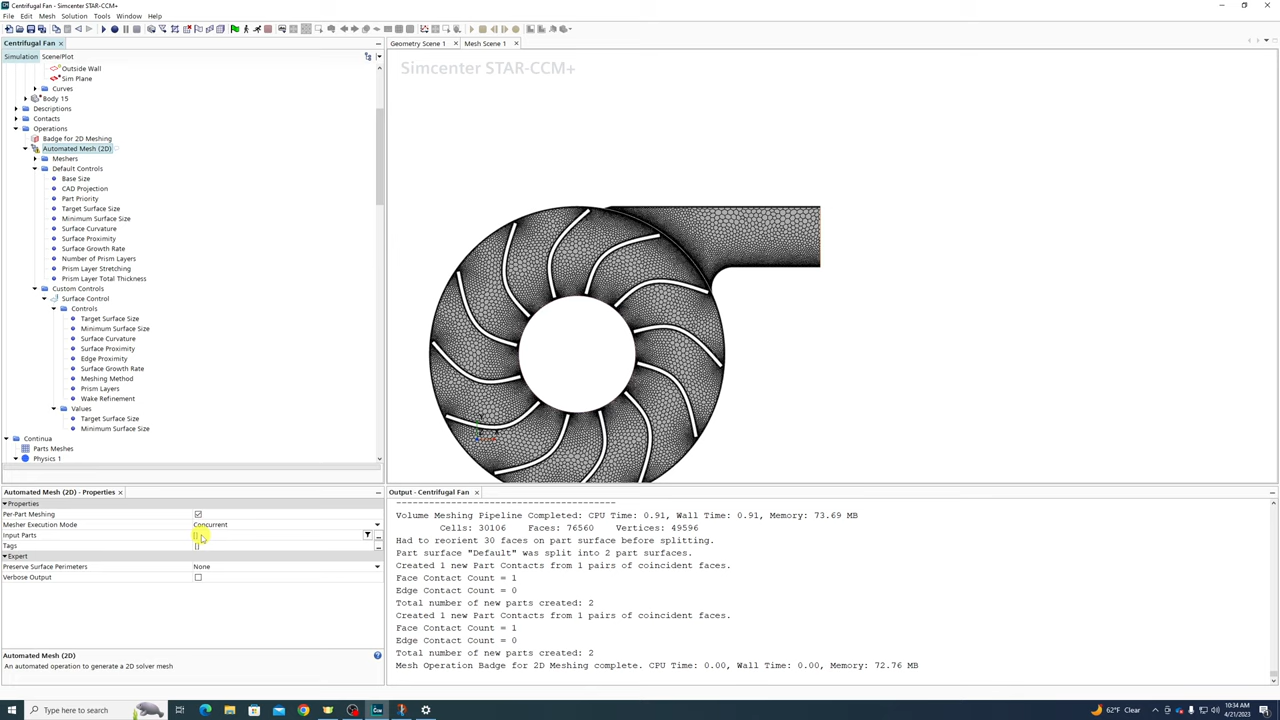 Centrifugal Fan
File Edit Mesh Solution Tools Window Help
Centrifugal Fan
Simulation Scene/Plot
Outside Wall
Sim Plane
Curves
Body 15
Descriptions
Contacts
Operations
Badge for 2D Meshing
Automated Mesh (2D)
Meshers
Default Controls
Base Size
CAD Projection
Part Priority
Target Surface Size
Minimum Surface Size
Surface Curvature
Surface Proximity
Surface Growth Rate
Number of Prism Layers
Prism Layer Stretching
Prism Layer Total Thickness
Custom Controls
Surface Control
Controls
Target Surface Size
Minimum Surface Size
Surface Curvature
Surface Proximity
Edge Proximity
Surface Growth Rate
Meshing Method
Prism Layers
Wake Refinement
Values
Target Surface Size
Minimum Surface Size
Continua
Parts Meshes
Physics 1
Automated Mesh (2D) - Properties
Properties
Per-Part Meshing
Mesher Execution Mode Concurrent
Input Parts []
Tags []
Expert
Preserve Surface Perimeters None
Verbose Output
Automated Mesh (2D)
An automated operation to generate a 2D solver mesh
Geometry Scene 1 Mesh Scene 1
Simcenter STAR-CCM+
Output - Centrifugal Fan
--------------------------------------
Volume Meshing Pipeline Completed: CPU Time: 0.91, Wall Time: 0.91, Memory: 73.69 MB
Cells: 30106 Faces: 76560 Vertices: 49596
Had to reorient 30 faces on part surface before splitting.
Part surface "Default" was split into 2 part surfaces.
Created 1 new Part Contacts from 1 pairs of coincident faces.
Face Contact Count = 1
Edge Contact Count = 0
Total number of new parts created: 2
Created 1 new Part Contacts from 1 pairs of coincident faces.
Face Contact Count = 1
Edge Contact Count = 0
Total number of new parts created: 2
Mesh Operation Badge for 2D Meshing complete. CPU Time: 0.00, Wall Time: 0.00, Memory: 72.76 MB
Type here to search
62°F Clear
10:34 AM
4/21/2023